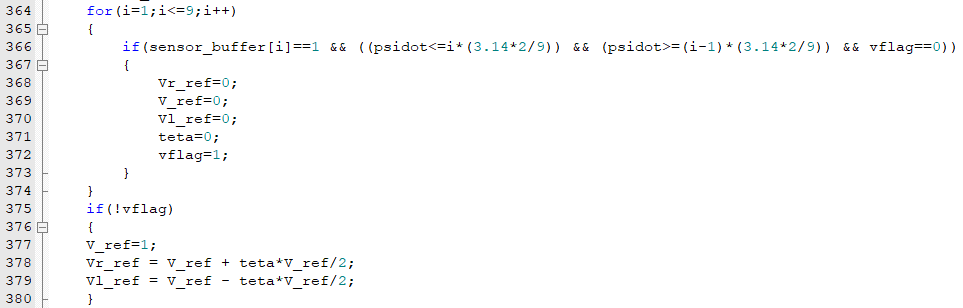 364 for(i=1;i<=9;i++)
365 {
366 if(sensor_buffer[i]==1 && ((psidot<=i*(3.14*2/9)) && (psidot>=(i-1)*(3.14*2/9)) && vflag==0))
367 {
368 Vr_ref=0;
369 V_ref=0;
370 Vl_ref=0;
371 teta=0;
372 vflag=1;
373 }
374 }
375 if(!vflag)
376 {
377 V_ref=1;
378 Vr_ref = V_ref + teta*V_ref/2;
379 Vl_ref = V_ref - teta*V_ref/2;
380 }